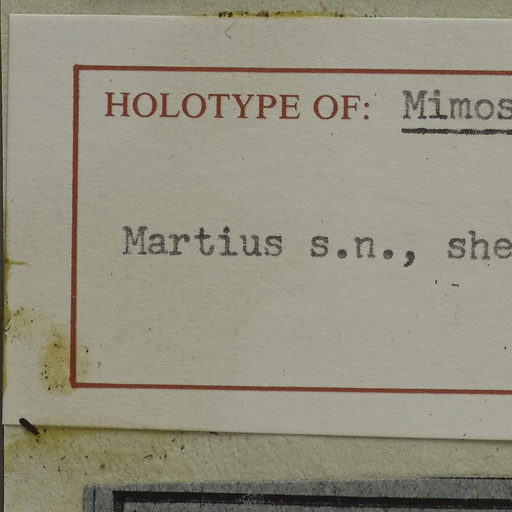 HOLOTYPE OF: Mimos
Martius s.n., she